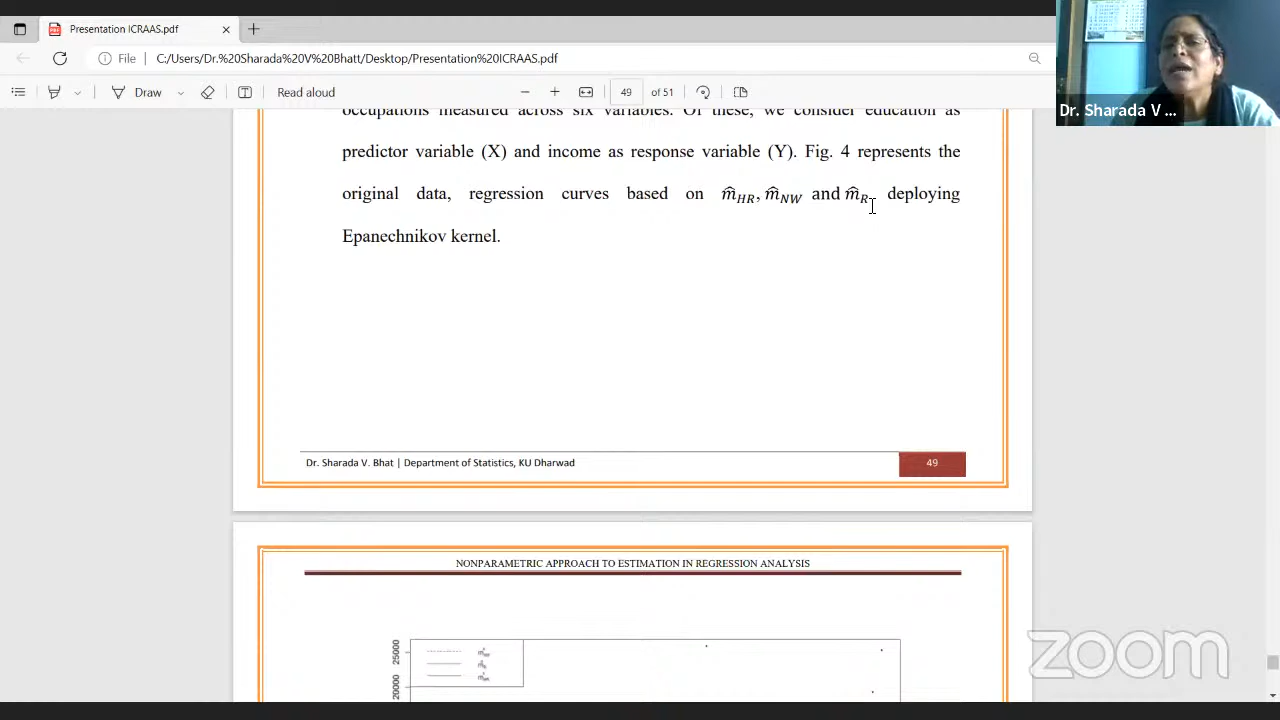 Presentation ICRAAS.pdf
File C:/Users/Dr.%20Sharada%20V%20Bhatt/Desktop/Presentation%20ICRAAS.pdf
Draw Read aloud 49 of 51
Dr. Sharada V ...
occupations measured across six variables. Of these, we consider education as
predictor variable (X) and income as response variable (Y). Fig. 4 represents the
original data, regression curves based on m̂_HR, m̂_NW and m̂_R deploying
Epanechnikov kernel.
Dr. Sharada V. Bhat | Department of Statistics, KU Dharwad 49
NONPARAMETRIC APPROACH TO ESTIMATION IN REGRESSION ANALYSIS
25000
20000
zoom